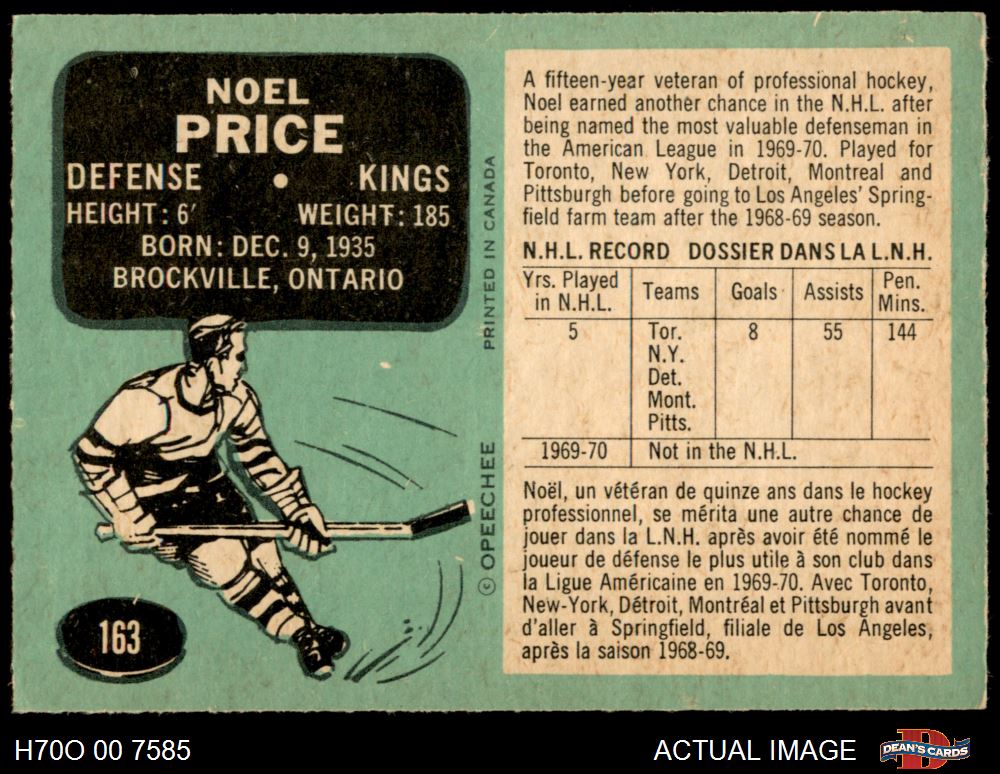 NOEL
PRICE
DEFENSE • KINGS
HEIGHT: 6' WEIGHT: 185
BORN: DEC. 9, 1935
BROCKVILLE, ONTARIO
163
© OPEECHEE PRINTED IN CANADA
A fifteen-year veteran of professional hockey,
Noel earned another chance in the N.H.L. after
being named the most valuable defenseman in
the American League in 1969-70. Played for
Toronto, New York, Detroit, Montreal and
Pittsburgh before going to Los Angeles' Spring-
field farm team after the 1968-69 season.
N.H.L. RECORD DOSSIER DANS LA L.N.H.
Yrs. Played in N.H.L. Teams Goals Assists Pen. Mins.
5 Tor. 8 55 144
N.Y.
Det.
Mont.
Pitts.
1969-70 Not in the N.H.L.
Noël, un vétéran de quinze ans dans le hockey
professionnel, se mérita une autre chance de
jouer dans la L.N.H. après avoir été nommé le
joueur de défense le plus utile à son club dans
la Ligue Américaine en 1969-70. Avec Toronto,
New-York, Détroit, Montréal et Pittsburgh avant
d'aller à Springfield, filiale de Los Angeles,
après la saison 1968-69.
H70O 00 7585 ACTUAL IMAGE DEAN'S CARDS